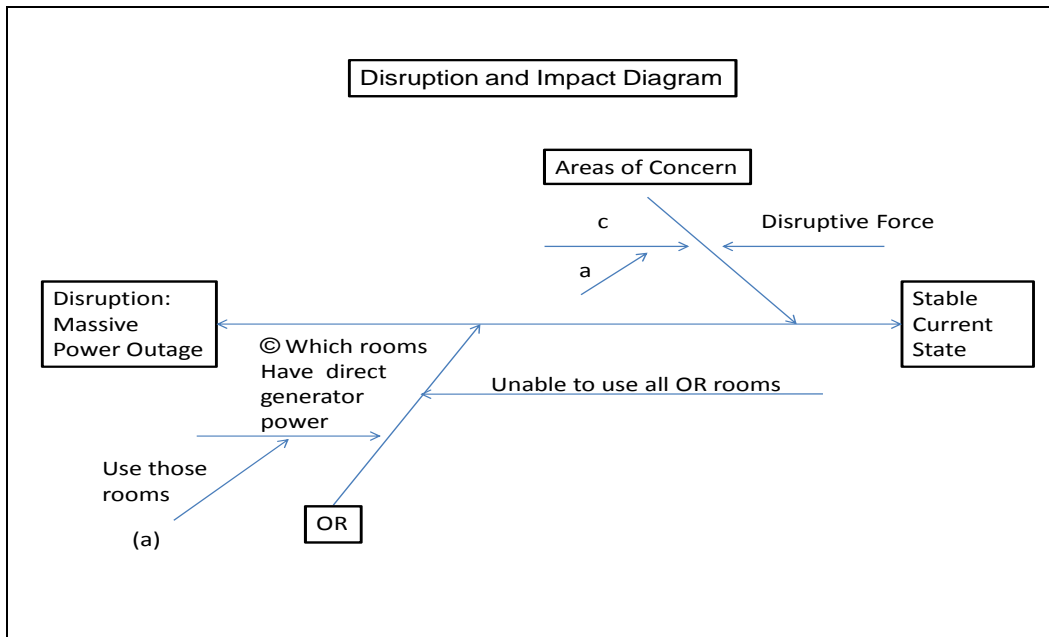 Disruption and Impact Diagram
Areas of Concern
c
Disruptive Force
a
Disruption:
Massive
Power Outage
Stable
Current
State
© Which rooms
Have direct
generator
power
Unable to use all OR rooms
Use those
rooms
(a)
OR